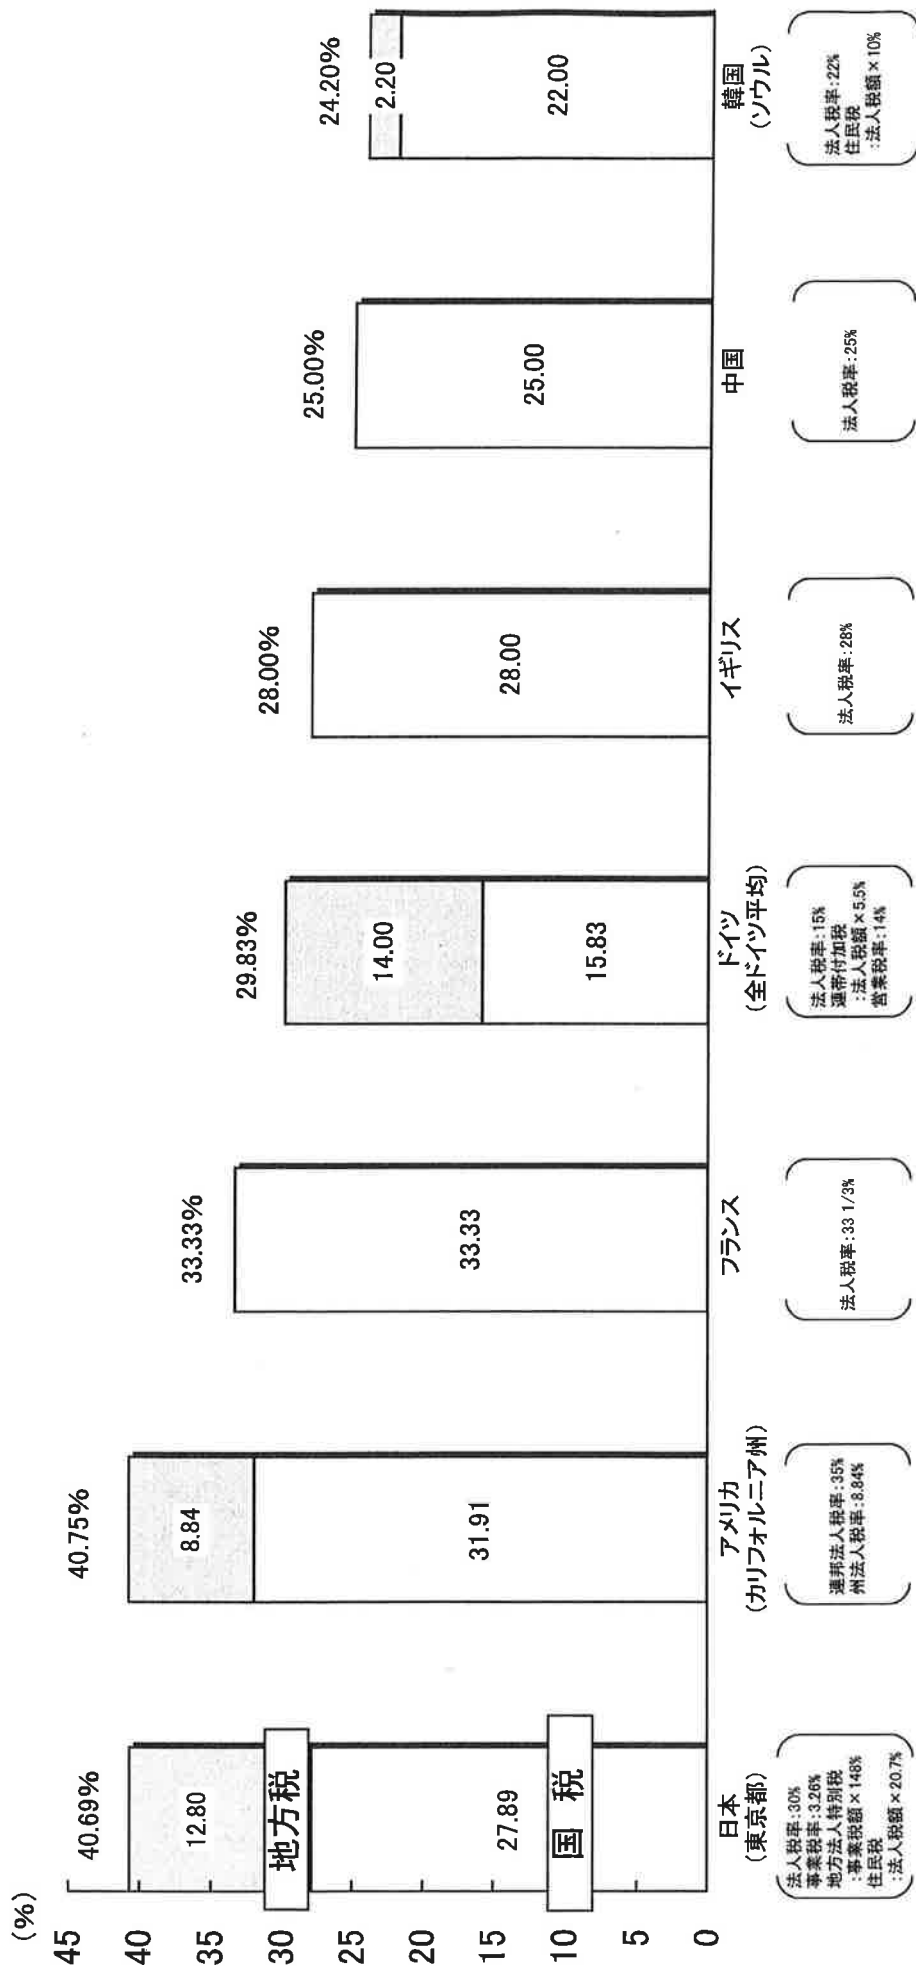 (%)
45
40
35
30
25
20
15
10
5
0
40.69%
12.80
地方税
27.89
国 税
日本
(東京都)
法人税率:30%
事業税率:3.26%
地方法人特別税
:事業税額×148%
住民税
:法人税額×20.7%
40.75%
8.84
31.91
アメリカ
(カリフォルニア州)
連邦法人税率:35%
州法人税率:8.84%
33.33%
33.33
フランス
法人税率:33 1/3%
29.83%
14.00
15.83
ドイツ
(全ドイツ平均)
法人税率:15%
連帯付加税
:法人税額×5.5%
営業税率:14%
28.00%
28.00
イギリス
法人税率:28%
25.00%
25.00
中国
法人税率:25%
24.20%
2.20
22.00
韓国
(ソウル)
法人税率:22%
住民税
:法人税額×10%